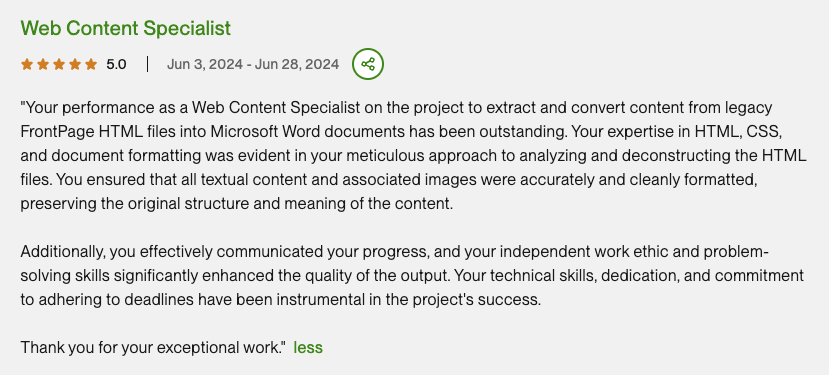 Web Content Specialist
5.0 | Jun 3, 2024 - Jun 28, 2024
"Your performance as a Web Content Specialist on the project to extract and convert content from legacy
FrontPage HTML files into Microsoft Word documents has been outstanding. Your expertise in HTML, CSS,
and document formatting was evident in your meticulous approach to analyzing and deconstructing the HTML
files. You ensured that all textual content and associated images were accurately and cleanly formatted,
preserving the original structure and meaning of the content.
Additionally, you effectively communicated your progress, and your independent work ethic and problem-
solving skills significantly enhanced the quality of the output. Your technical skills, dedication, and commitment
to adhering to deadlines have been instrumental in the project's success.
Thank you for your exceptional work." less